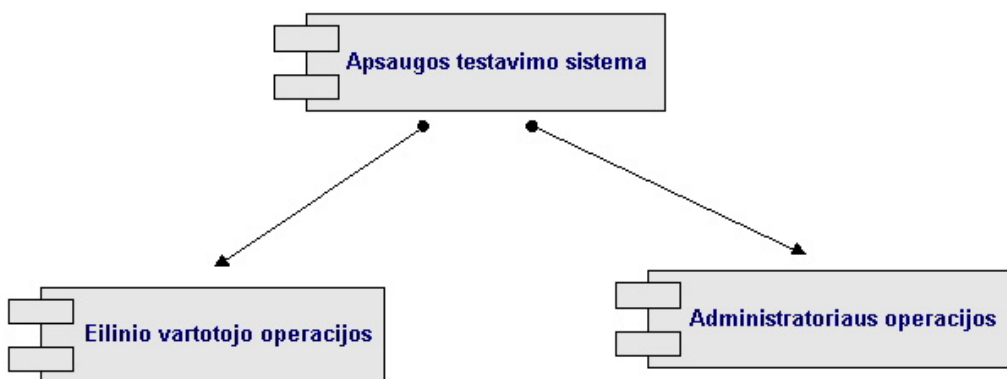 Apsaugos testavimo sistema
Eilinio vartotojo operacijos
Administratoriaus operacijos